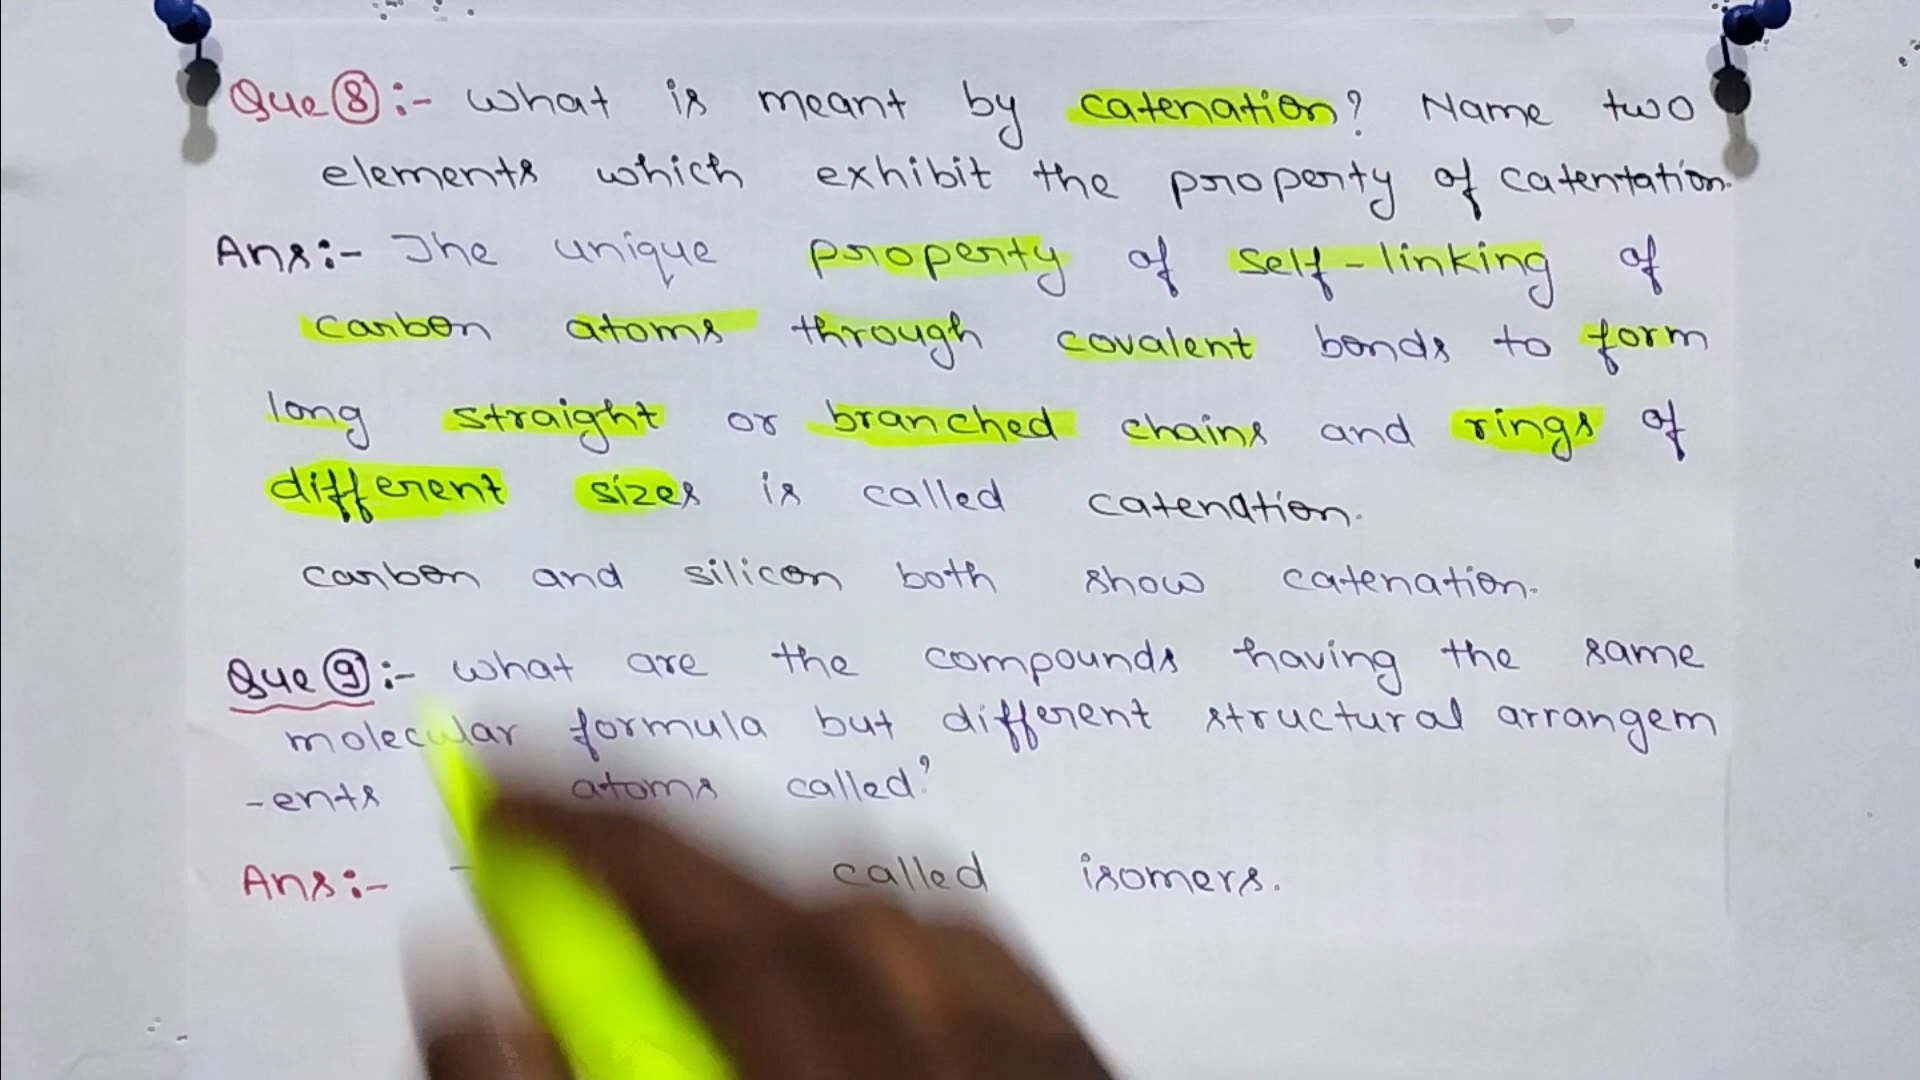 Que 8:- What is meant by catenation? Name two
elements which exhibit the property of catentation.
Ans:- The unique property of self-linking of
carbon atoms through covalent bonds to form
long straight or branched chains and rings of
different sizes is called catenation.
carbon and silicon both show catenation.
Que 9:- What are the compounds having the same
molecular formula but different structural arrangem
-ents atoms called?
Ans:- called isomers.